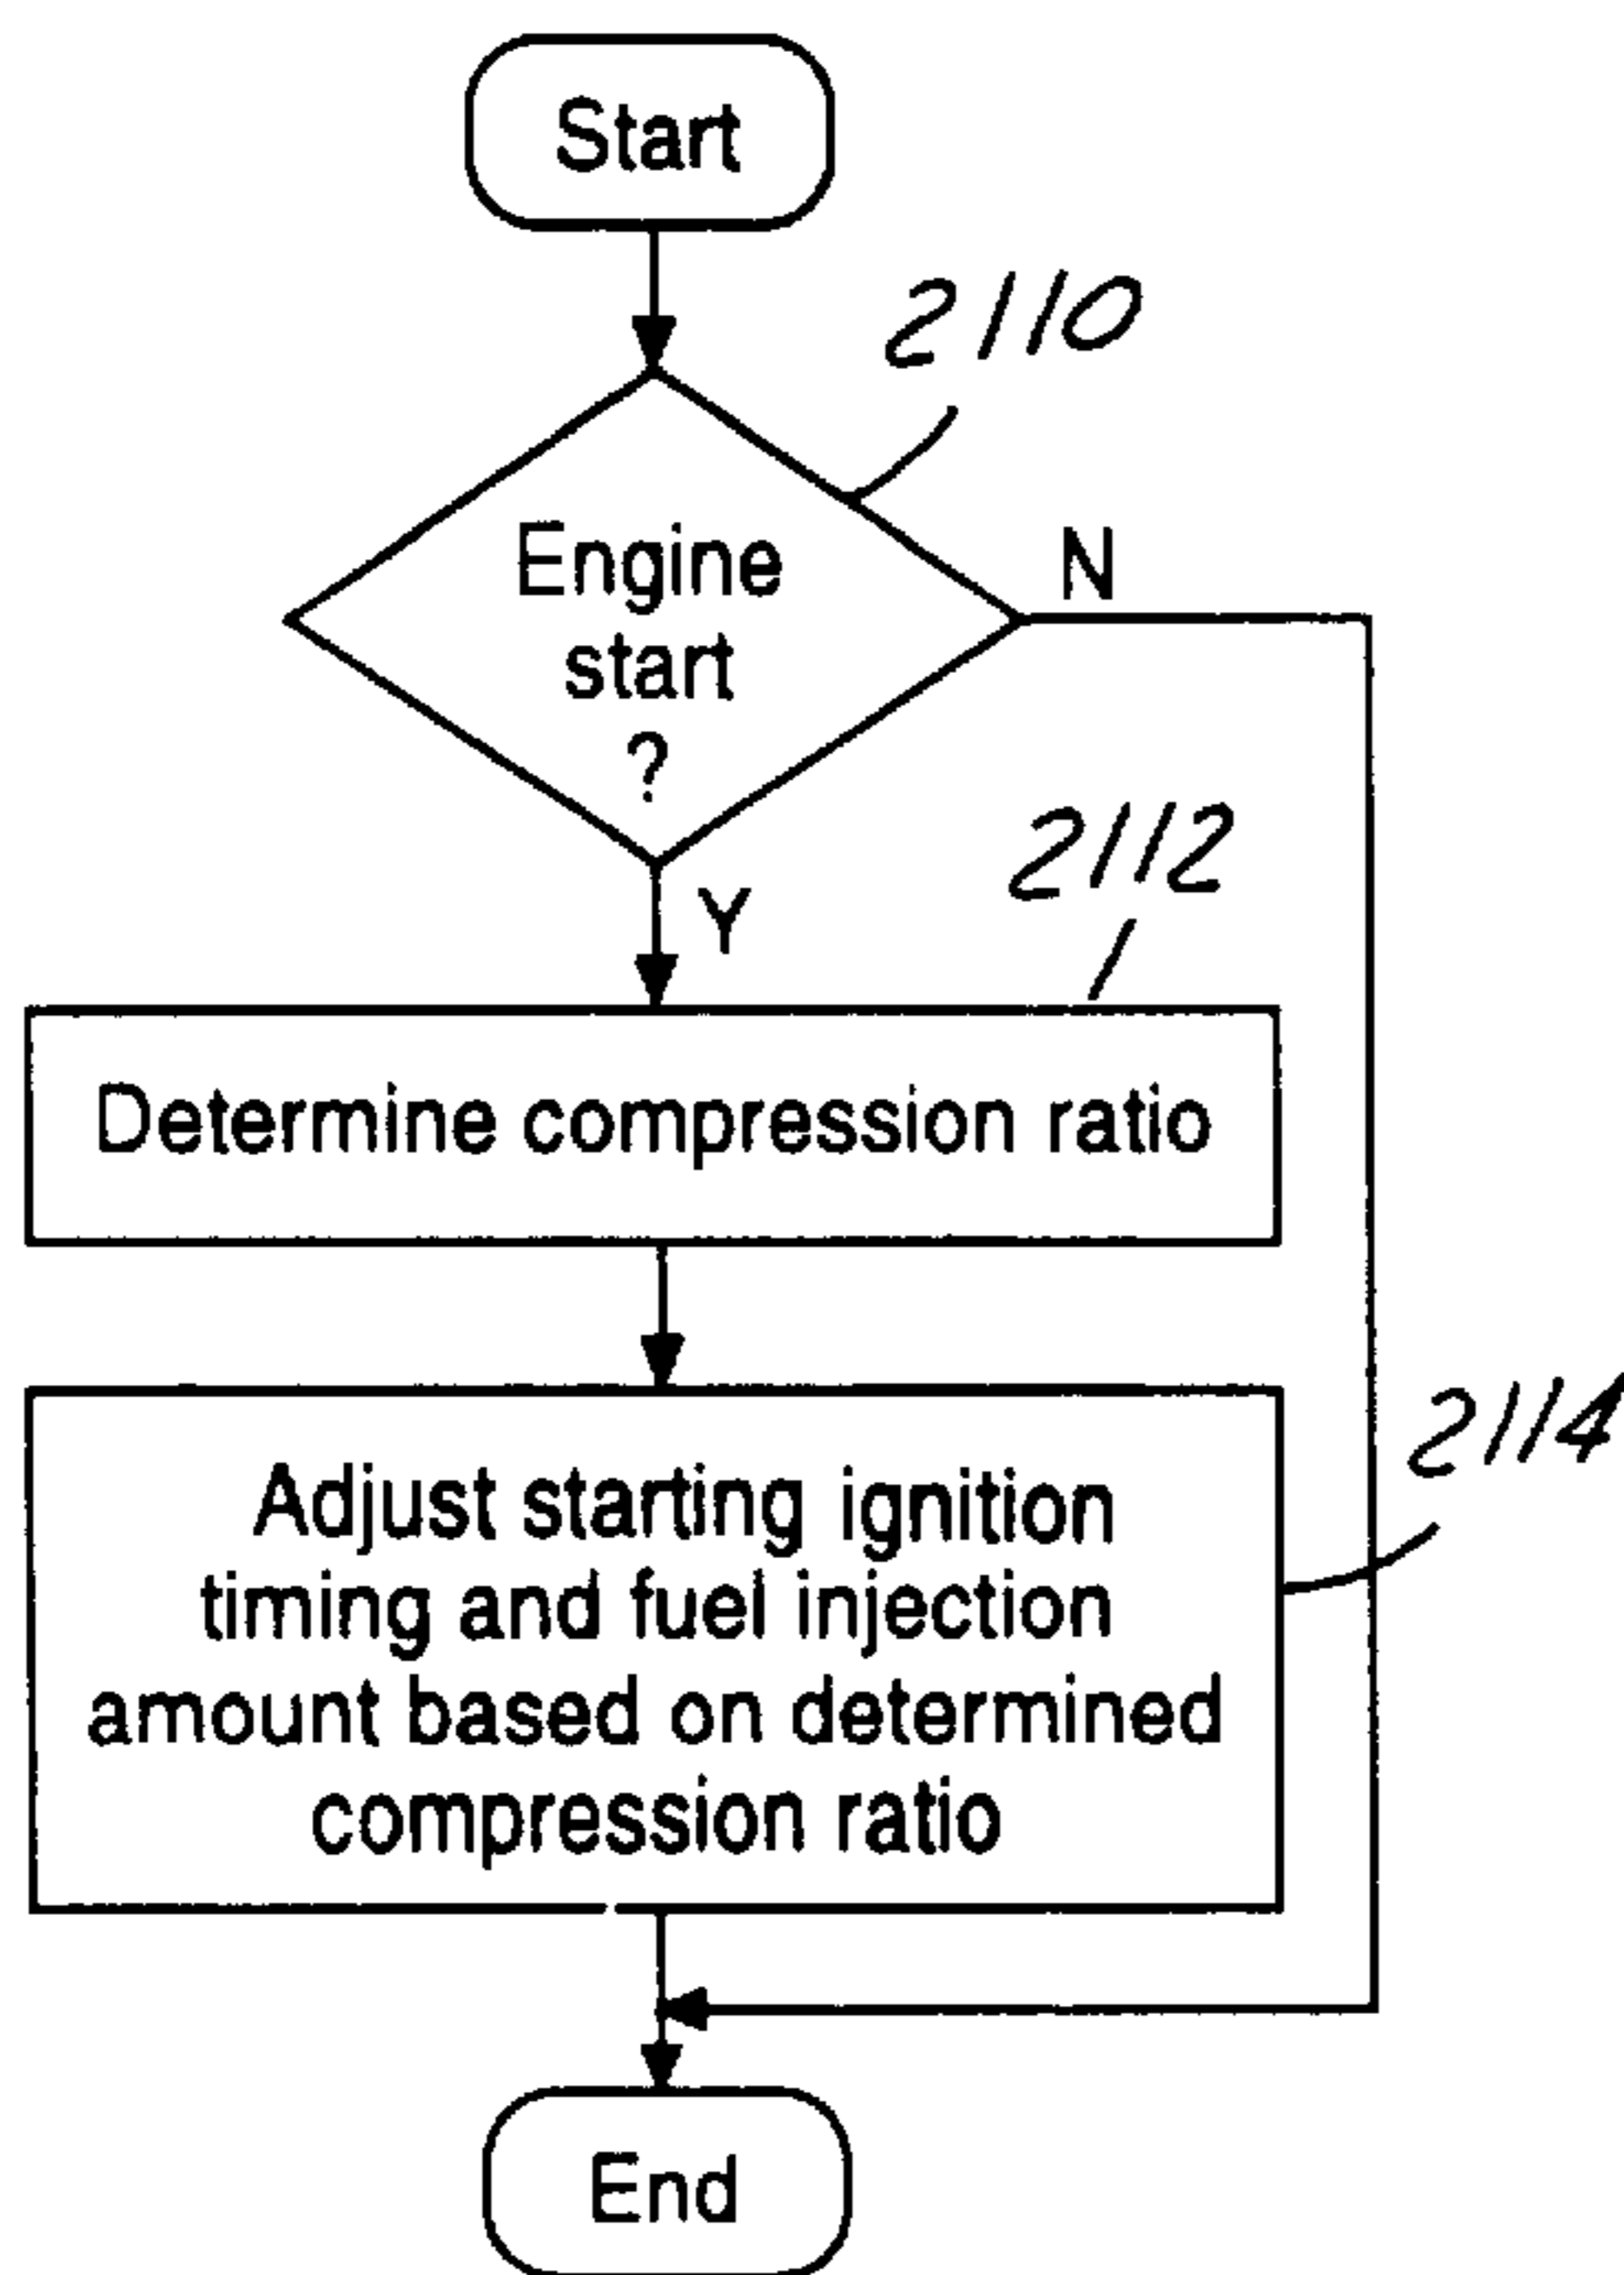 Start
2110
Engine
start
?
N
Y
2112
Determine compression ratio
2114
Adjust starting ignition
timing and fuel injection
amount based on determined
compression ratio
End